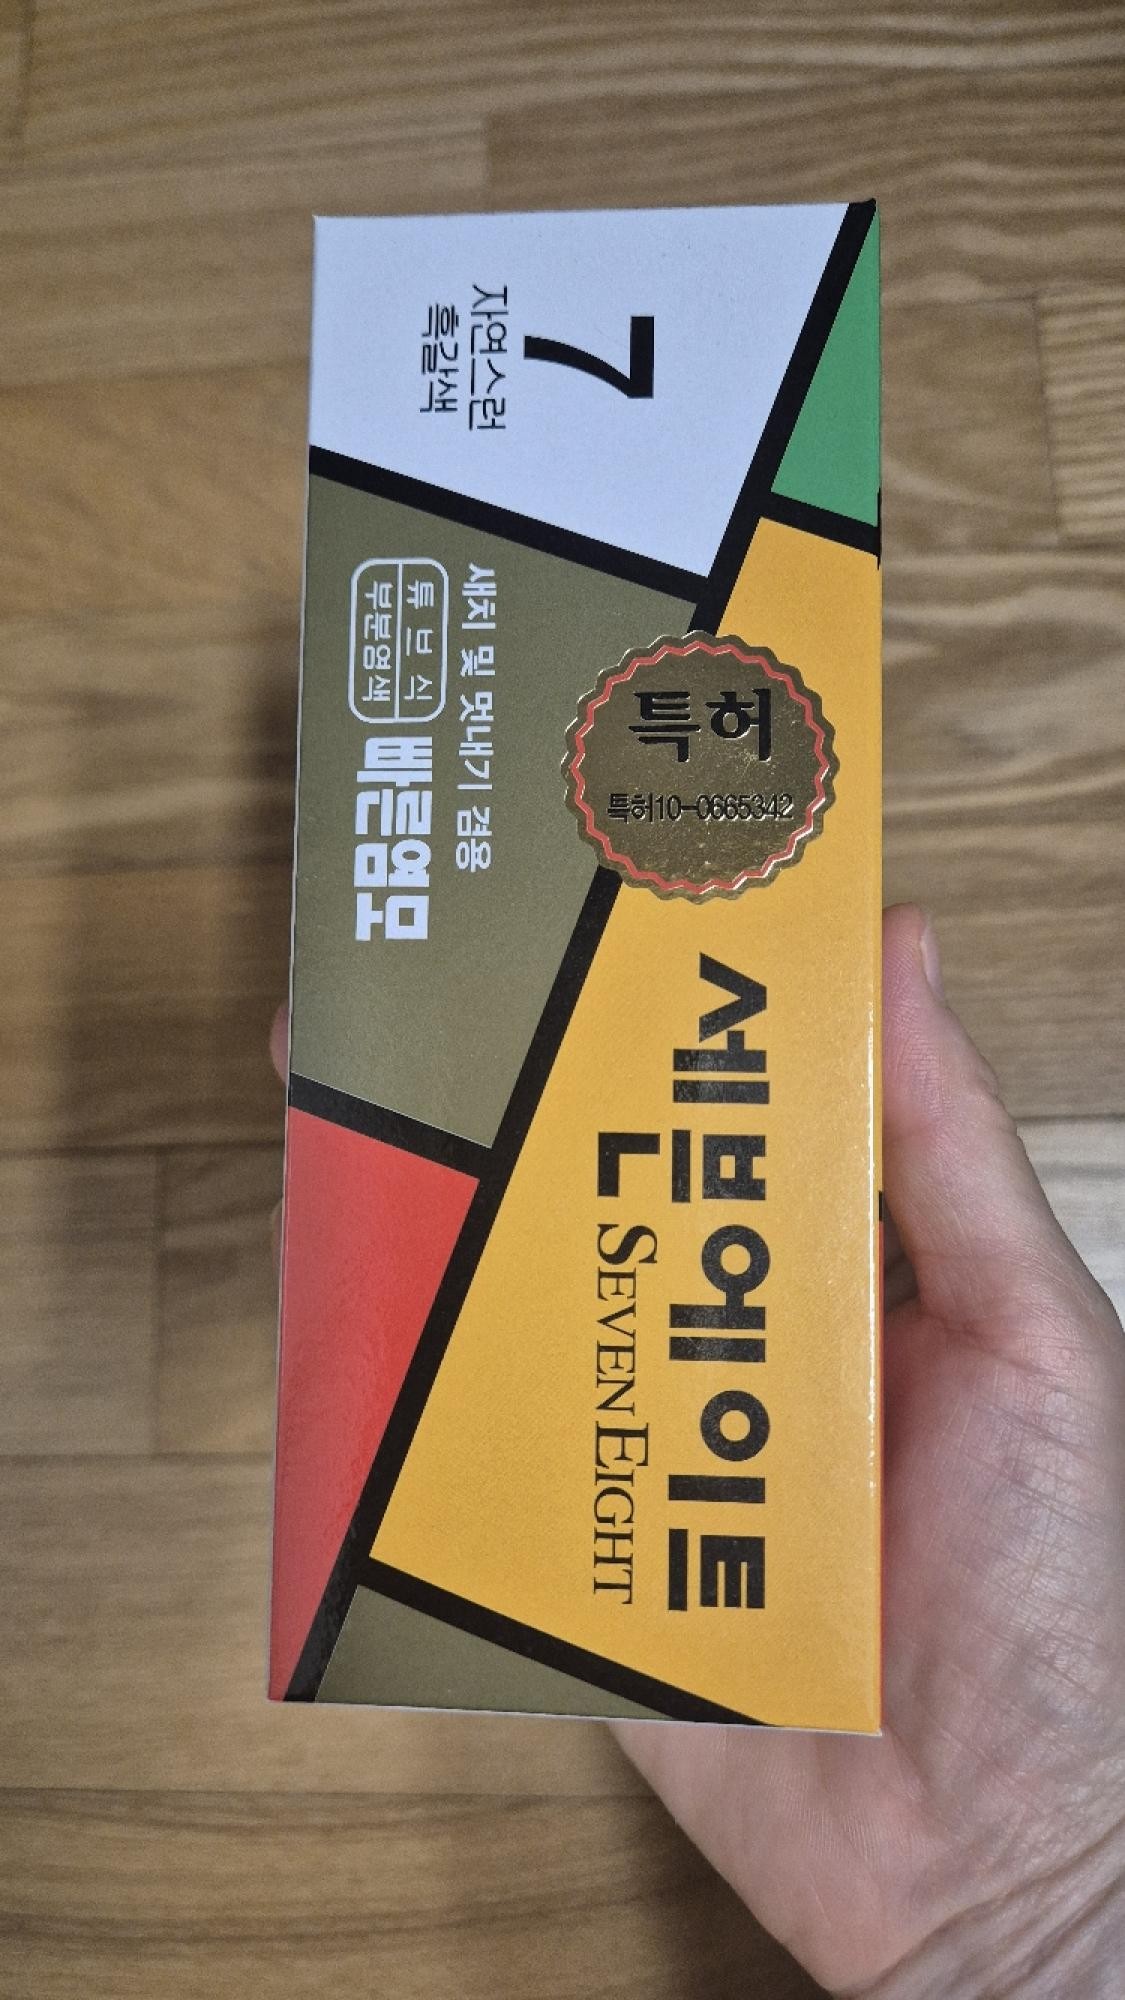 7
자연스런
흑갈색
특허
특허10-0665342
새치 및 멋내기 겸용
튜브식
부분염색
빠른염모
세븐에이트
L SEVEN EIGHT